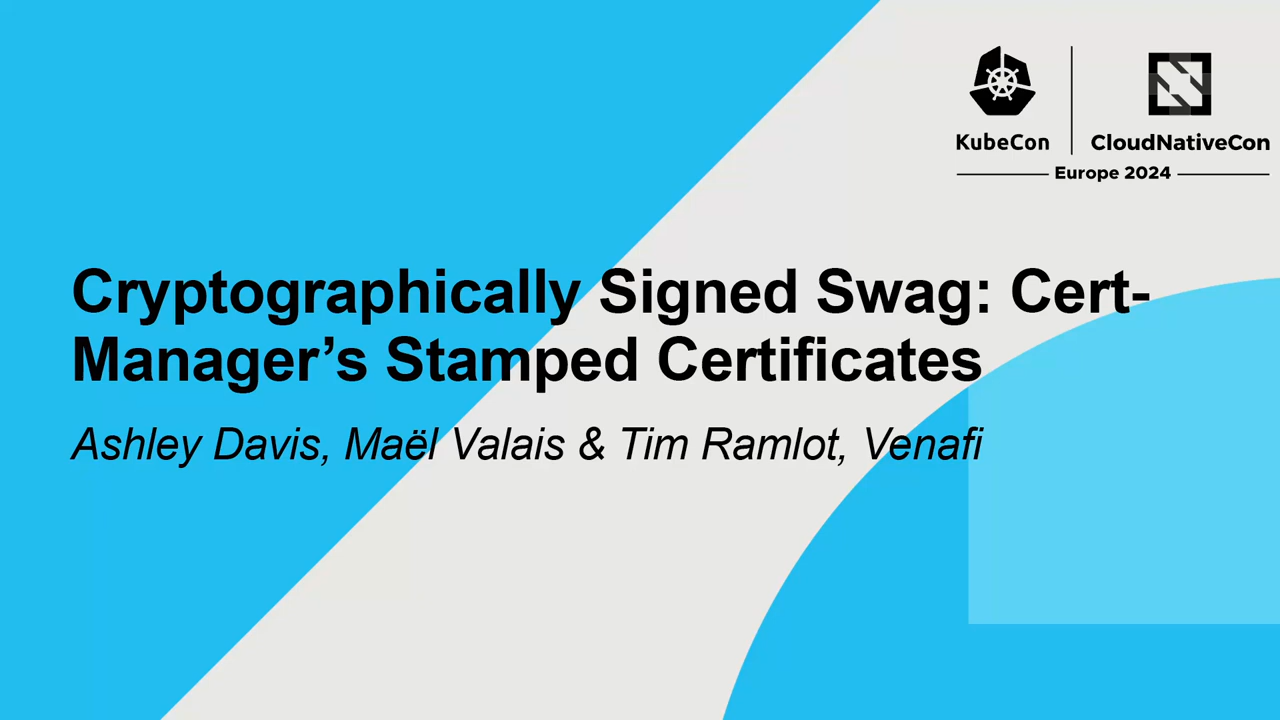 KubeCon
CloudNativeCon
Europe 2024
Cryptographically Signed Swag: Cert-
Manager’s Stamped Certificates
Ashley Davis, Maël Valais & Tim Ramlot, Venafi